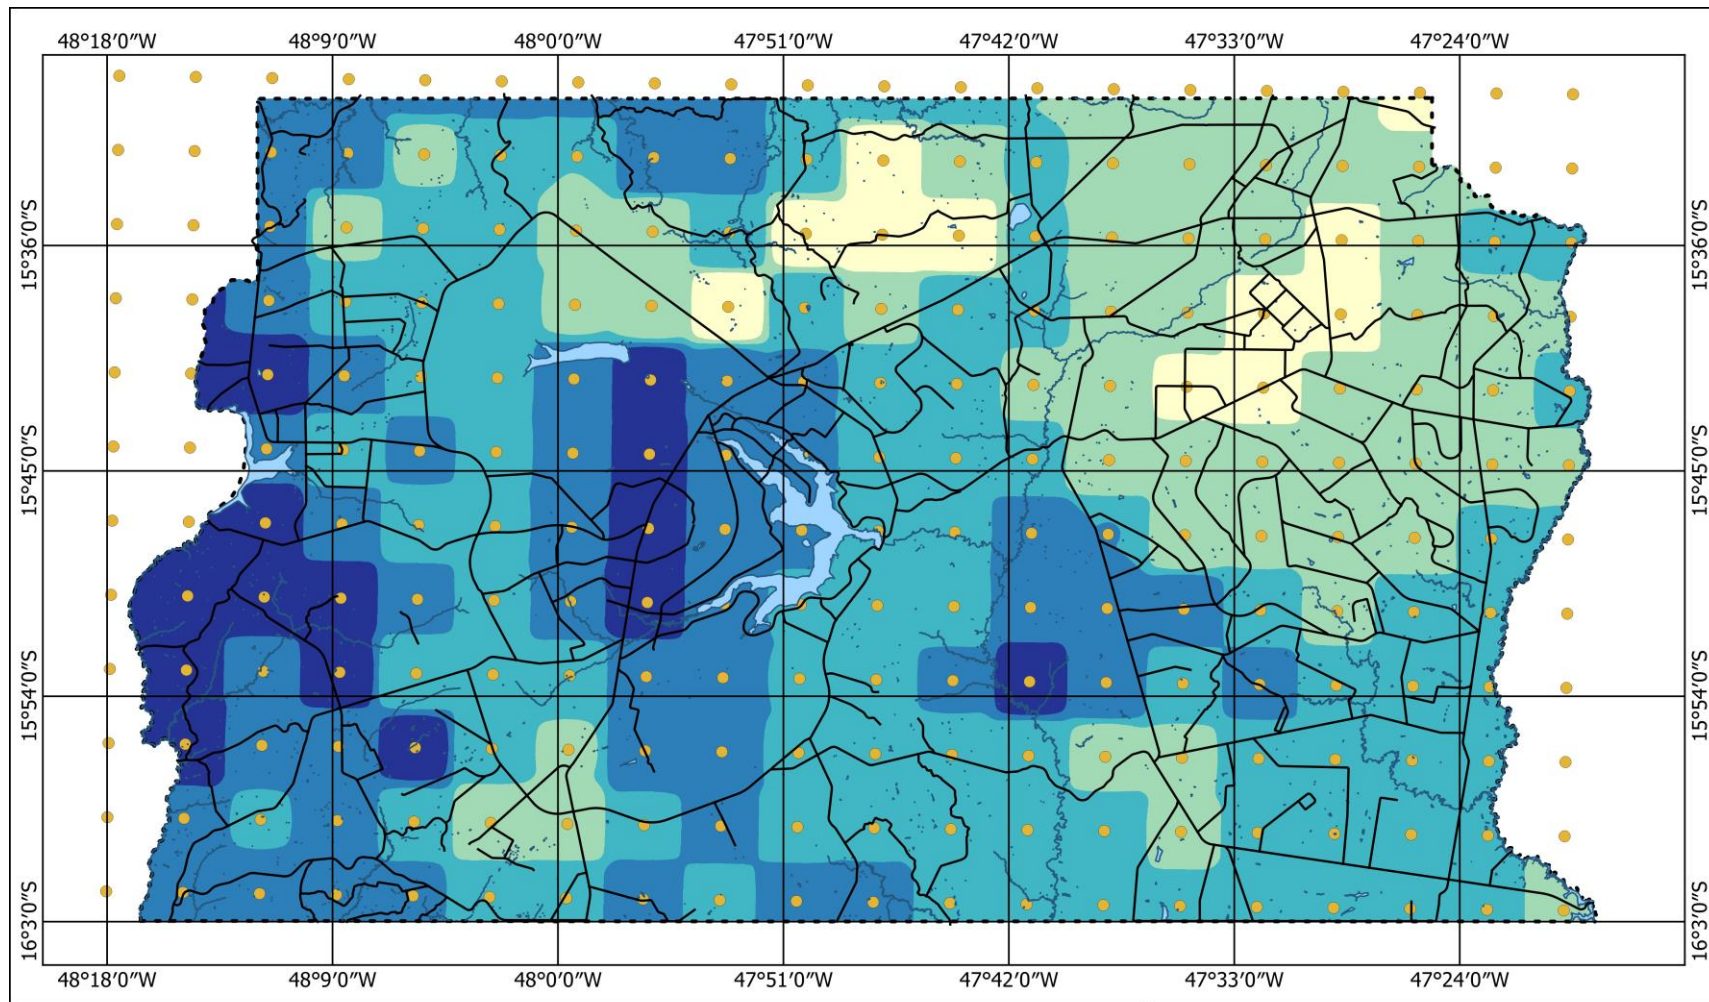 48°18′0″W 48°9′0″W 48°0′0″W 47°51′0″W 47°42′0″W 47°33′0″W 47°24′0″W
15°36′0″S 15°36′0″S
15°45′0″S 15°45′0″S
15°54′0″S 15°54′0″S
16°3′0″S 16°3′0″S
48°18′0″W 48°9′0″W 48°0′0″W 47°51′0″W 47°42′0″W 47°33′0″W 47°24′0″W